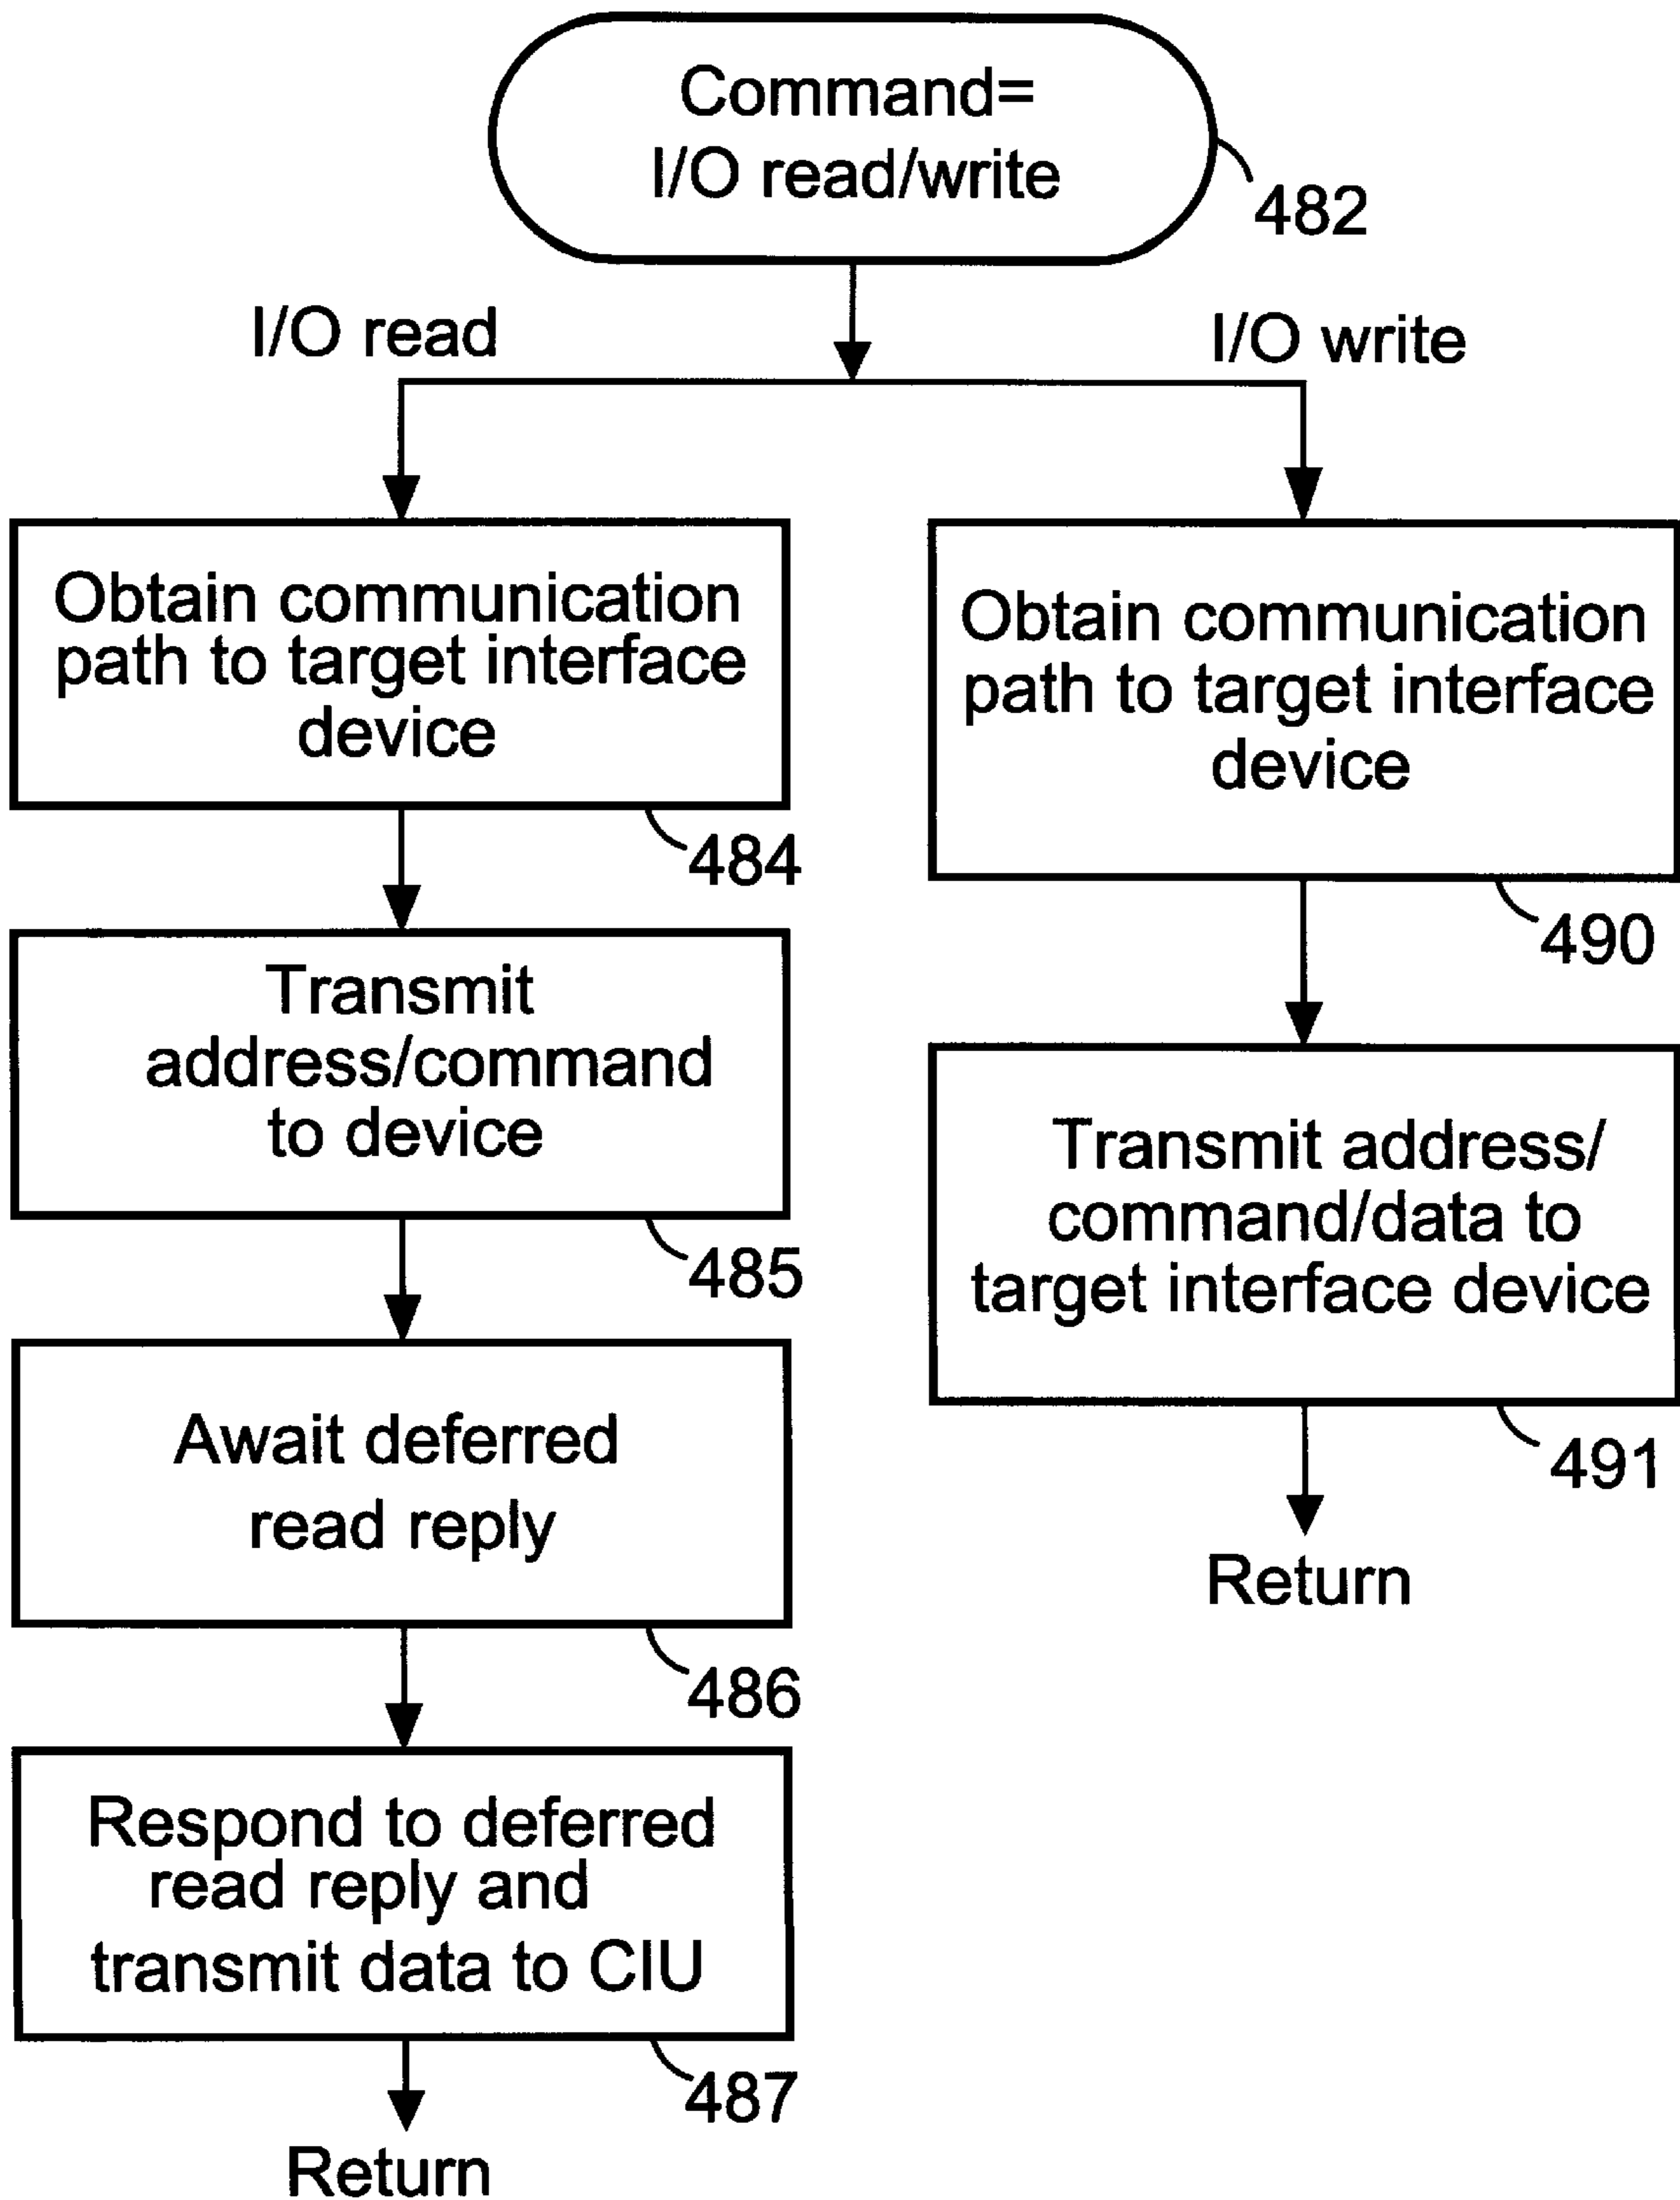 Command=
I/O read/write
482
I/O read
I/O write
Obtain communication
path to target interface
device
484
Transmit
address/command
to device
485
Await deferred
read reply
486
Respond to deferred
read reply and
transmit data to CIU
487
Return
Obtain communication
path to target interface
device
490
Transmit address/
command/data to
target interface device
491
Return